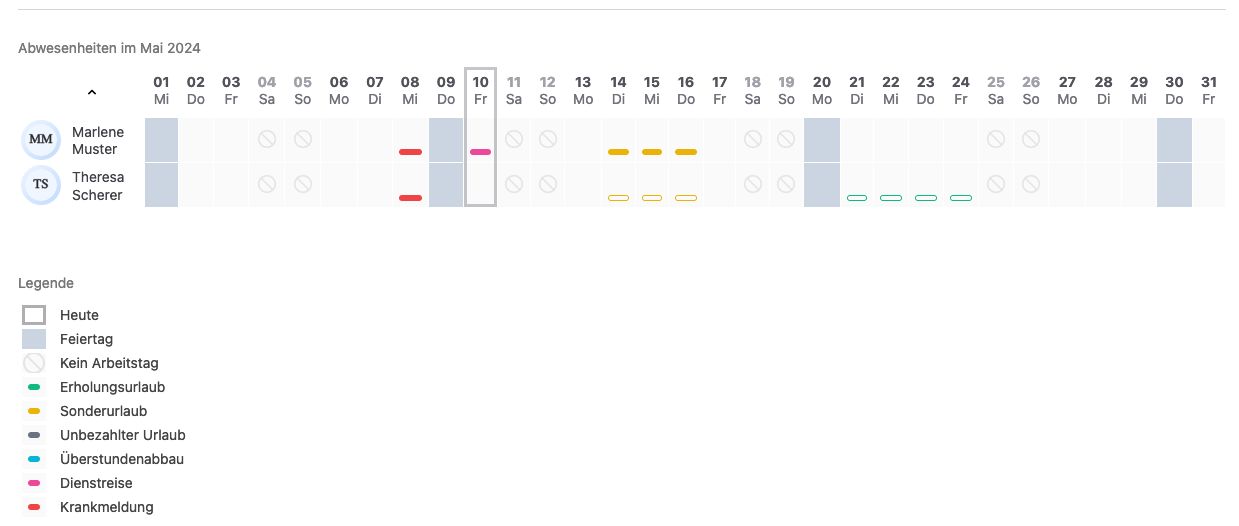 Abwesenheiten im Mai 2024
01 02 03 04 05 06 07 08 09 10 11 12 13 14 15 16 17 18 19 20 21 22 23 24 25 26 27 28 29 30 31
Mi Do Fr Sa So Mo Di Mi Do Fr Sa So Mo Di Mi Do Fr Sa So Mo Di Mi Do Fr Sa So Mo Di Mi Do Fr
MM Marlene
Muster
TS Theresa
Scherer
Legende
Heute
Feiertag
Kein Arbeitstag
Erholungsurlaub
Sonderurlaub
Unbezahlter Urlaub
Überstundenabbau
Dienstreise
Krankmeldung